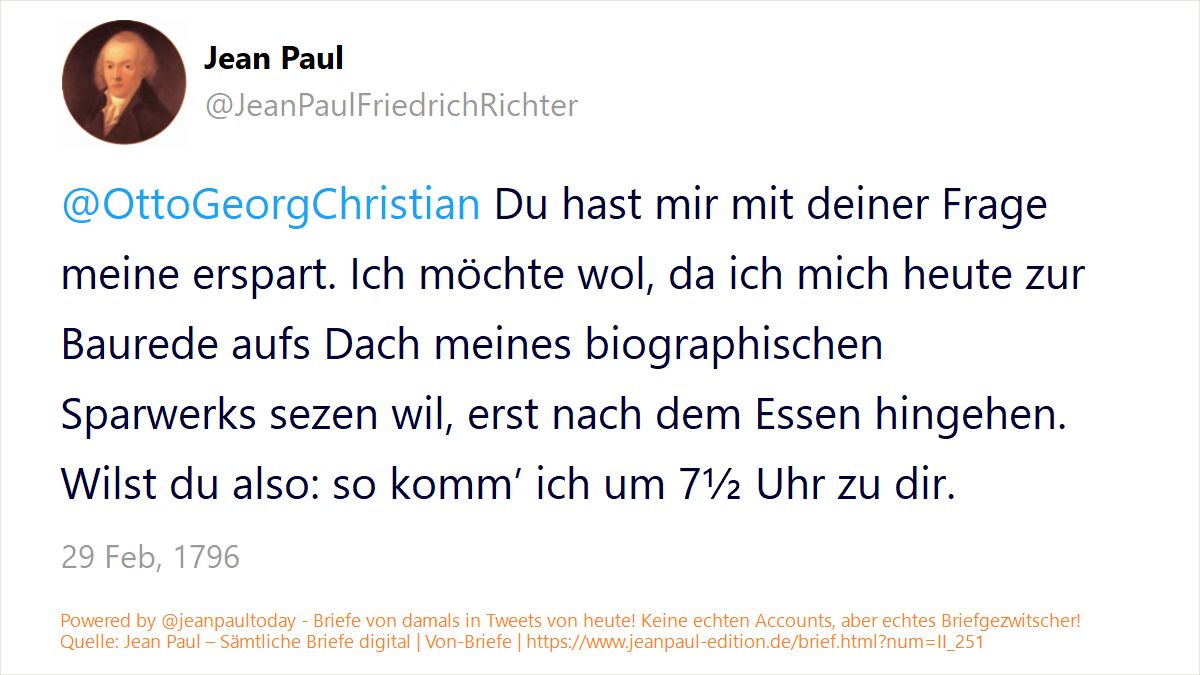 Jean Paul
@JeanPaulFriedrichRichter
@OttoGeorgChristian Du hast mir mit deiner Frage
meine erspart. Ich möchte wol, da ich mich heute zur
Baurede aufs Dach meines biographischen
Sparwerks sezen wil, erst nach dem Essen hingehen.
Wilst du also: so komm’ ich um 7½ Uhr zu dir.
29 Feb, 1796
Powered by @jeanpaultoday - Briefe von damals in Tweets von heute! Keine echten Accounts, aber echtes Briefgezwitscher!
Quelle: Jean Paul – Sämtliche Briefe digital | Von-Briefe | https://www.jeanpaul-edition.de/brief.html?num=II_251